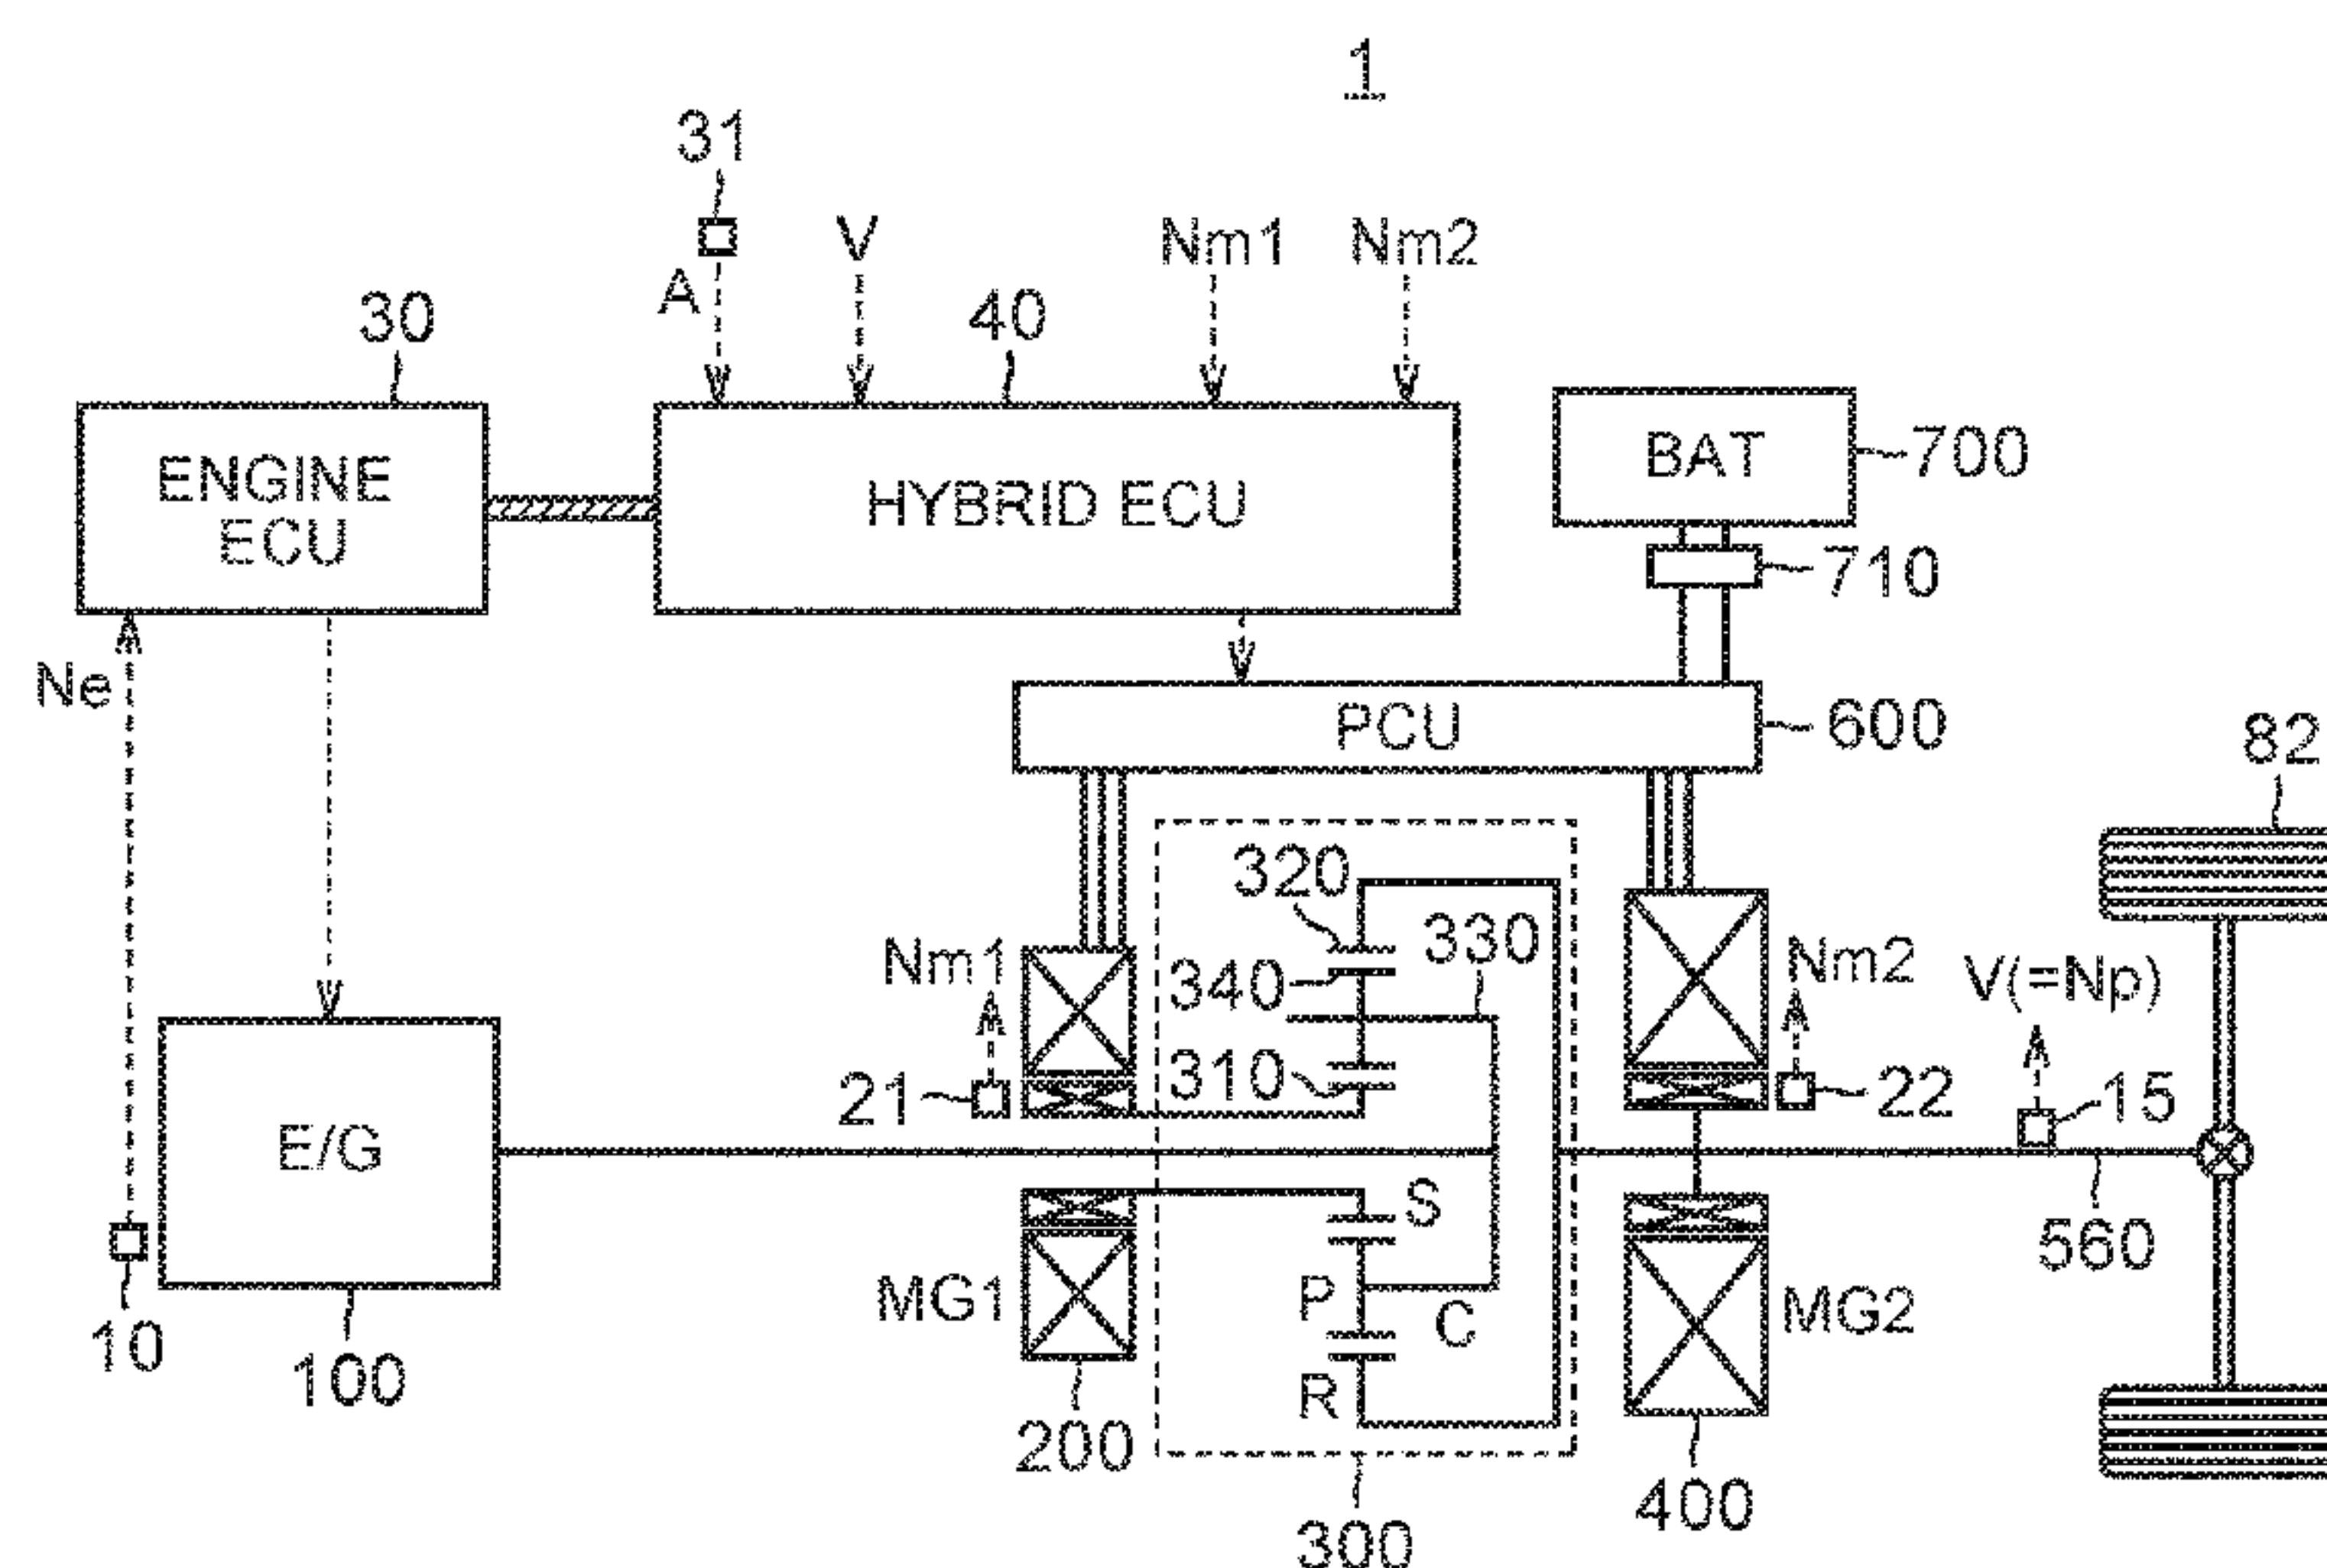 1
31
A
V
Nm1
Nm2
30
40
ENGINE
ECU
HYBRID ECU
BAT
700
710
Ne
PCU
600
82
320
330
Nm1
340
Nm2
V(=Np)
310
21
22
15
E/G
S
560
10
100
MG1
P
C
MG2
R
200
400
300